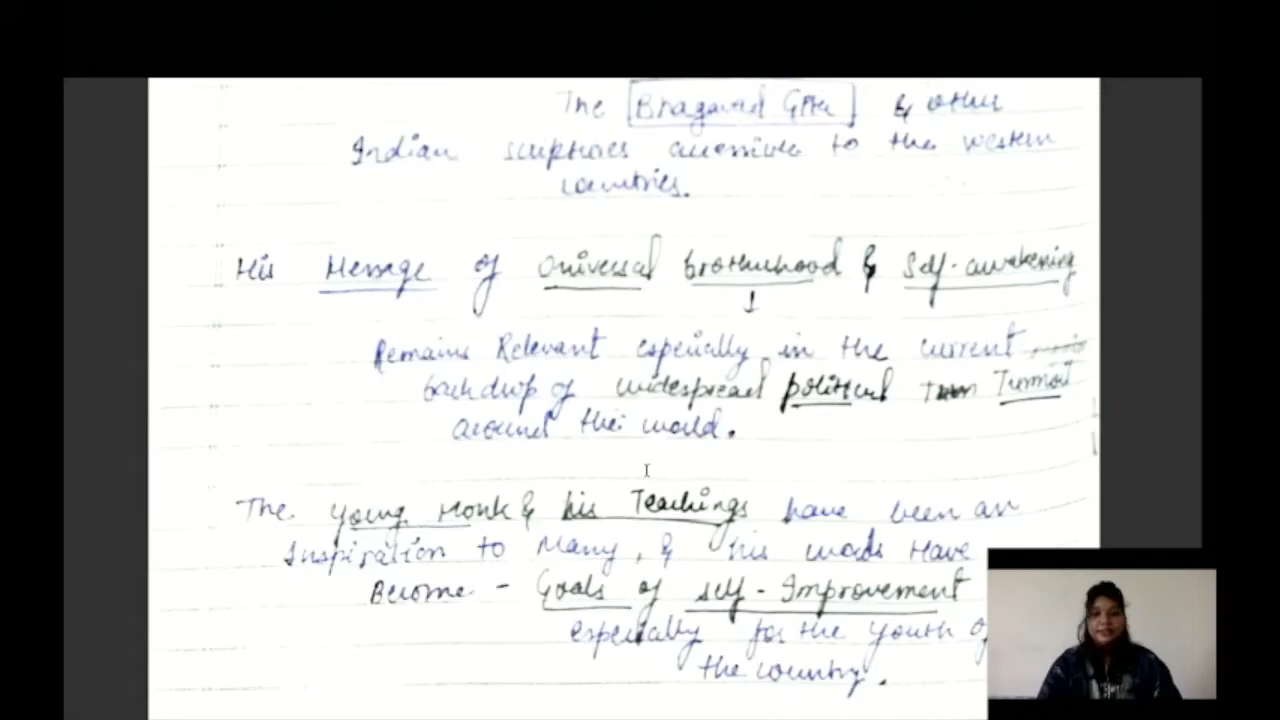 The [Bhagavad Gita] & other
Indian scriptures accessible to the western
countries.
His Message of Universal brotherhood & Self-awakening
↓
Remains Relevant especially in the current
backdrop of widespread political Turmoil
around the world.
The young Monk & his Teachings have been an
Inspiration to Many, & his words Have
Become - Goals of self-Improvement
especially for the youth of
the country.